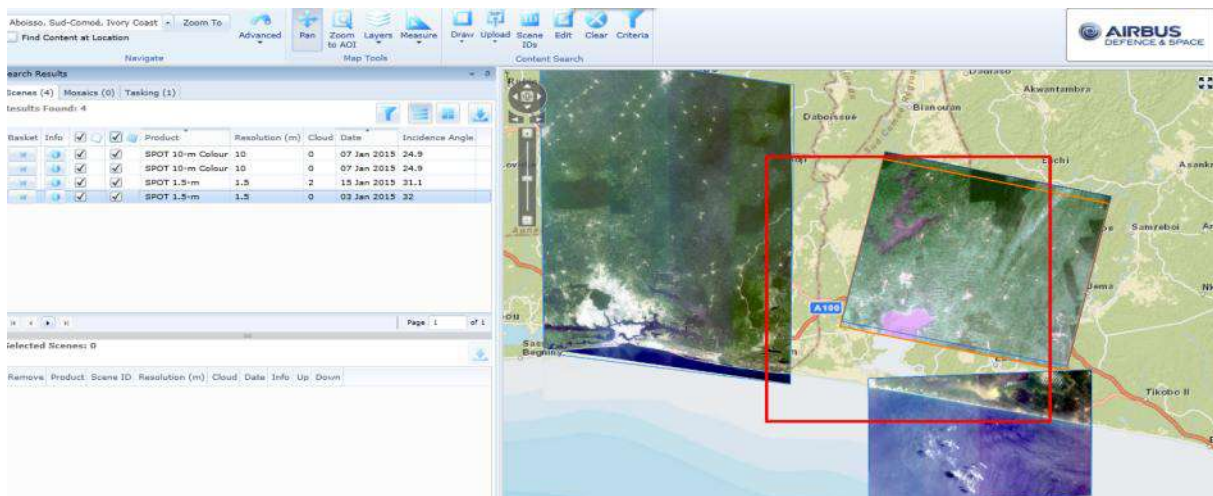 Aboisso, Sud-Comoé, Ivory Coast Zoom To
Find Content at Location
Navigate
Advanced
Pan
Zoom to AOI
Layers
Measure
Map Tools
Draw
Upload
Scene IDs
Edit
Clear
Criteria
Content Search
AIRBUS
DEFENCE & SPACE
earch Results
Scenes (4) Mosaics (0) Tasking (1)
Results Found: 4
Basket Info Product Resolution (m) Cloud Date Incidence Angle
SPOT 10-m Colour 10 0 07 Jan 2015 24.9
SPOT 10-m Colour 10 0 07 Jan 2015 24.9
SPOT 1.5-m 1.5 2 15 Jan 2015 31.1
SPOT 1.5-m 1.5 0 03 Jan 2015 32
Page 1 of 1
Selected Scenes: 0
Remove Product Scene ID Resolution (m) Cloud Date Info Up Down
Akwantambra
Bianouan
Daboissué
Enchi
Asanka
Samreboi
Jema
A100
Tikobo II